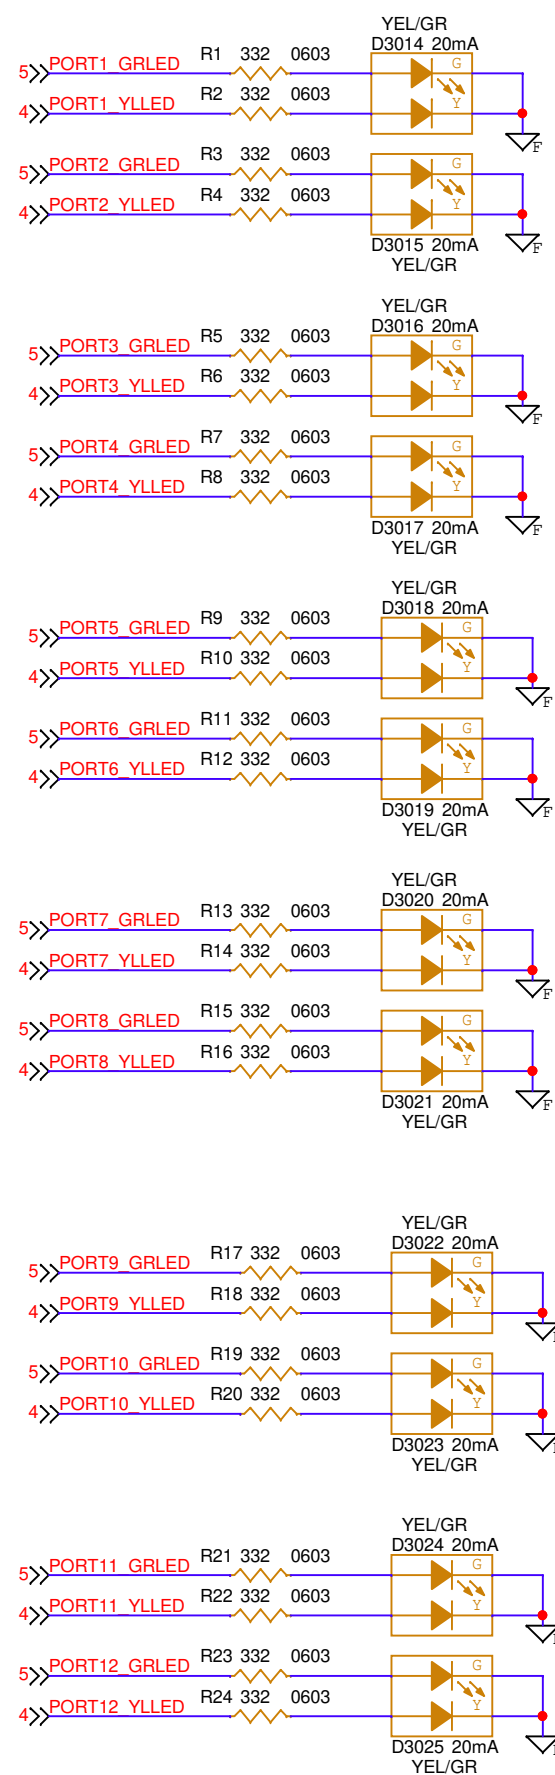 YEL/GR
D3014 20mA
R1 332 0603
5 PORT1_GRLED G
R2 332 0603
4 PORT1_YLLED Y
F
R3 332 0603
5 PORT2_GRLED G
R4 332 0603
4 PORT2_YLLED Y
D3015 20mA F
YEL/GR
YEL/GR
D3016 20mA
R5 332 0603
5 PORT3_GRLED G
R6 332 0603
4 PORT3_YLLED Y
F
R7 332 0603
5 PORT4_GRLED G
R8 332 0603
4 PORT4_YLLED Y
D3017 20mA F
YEL/GR
YEL/GR
D3018 20mA
R9 332 0603
5 PORT5_GRLED G
R10 332 0603
4 PORT5_YLLED Y
F
R11 332 0603
5 PORT6_GRLED G
R12 332 0603
4 PORT6_YLLED Y
D3019 20mA F
YEL/GR
YEL/GR
D3020 20mA
R13 332 0603
5 PORT7_GRLED G
R14 332 0603
4 PORT7_YLLED Y
F
R15 332 0603
5 PORT8_GRLED G
R16 332 0603
4 PORT8_YLLED Y
D3021 20mA F
YEL/GR
YEL/GR
D3022 20mA
R17 332 0603
5 PORT9_GRLED G
R18 332 0603
4 PORT9_YLLED Y
R19 332 0603
5 PORT10_GRLED G
R20 332 0603
4 PORT10_YLLED Y
D3023 20mA
YEL/GR
YEL/GR
D3024 20mA
R21 332 0603
5 PORT11_GRLED G
R22 332 0603
4 PORT11_YLLED Y
R23 332 0603
5 PORT12_GRLED G
R24 332 0603
4 PORT12_YLLED Y
D3025 20mA
YEL/GR